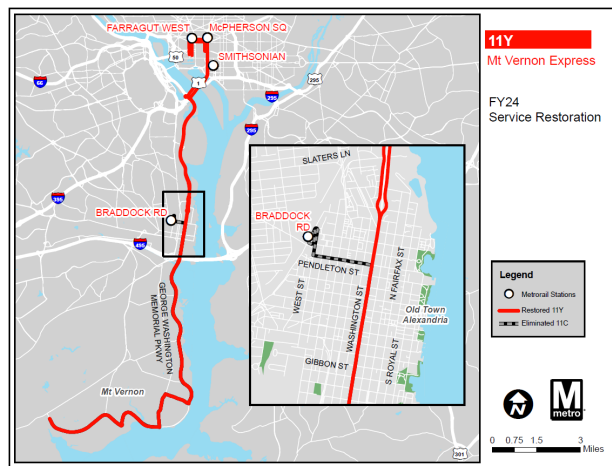 FARRAGUT WEST
McPHERSON SQ
SMITHSONIAN
50
1
66
295
295
295
395
BRADDOCK RD
495
GEORGE WASHINGTON
MEMORIAL PKWY
Mt Vernon
301
SLATERS LN
BRADDOCK
RD
PENDLETON ST
WEST ST
WASHINGTON ST
N FAIRFAX ST
Old Town
Alexandria
GIBBON ST
S ROYAL ST
11Y
Mt Vernon Express
FY24
Service Restoration
Legend
Metrorail Stations
Restored 11Y
Eliminated 11C
N
M
metro
0 0.75 1.5 3
Miles